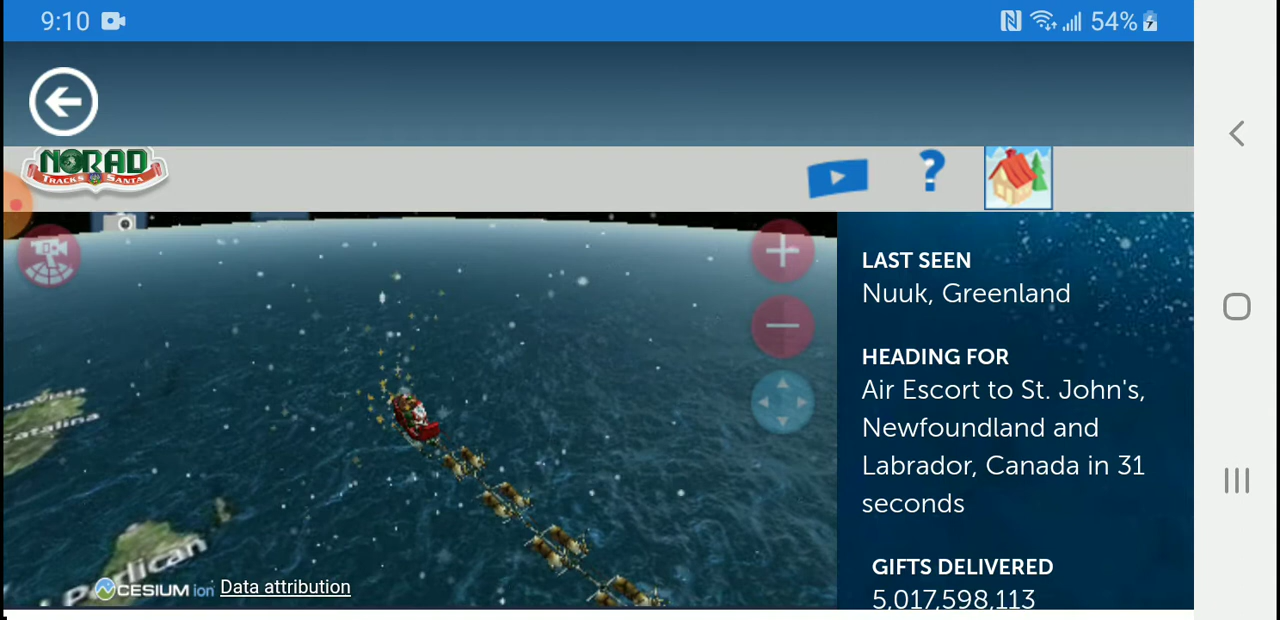 9:10
54%
NORAD
TRACKS SANTA
LAST SEEN
Nuuk, Greenland
HEADING FOR
Air Escort to St. John's,
Newfoundland and
Labrador, Canada in 31
seconds
GIFTS DELIVERED
5,017,598,113
CESIUM ion Data attribution